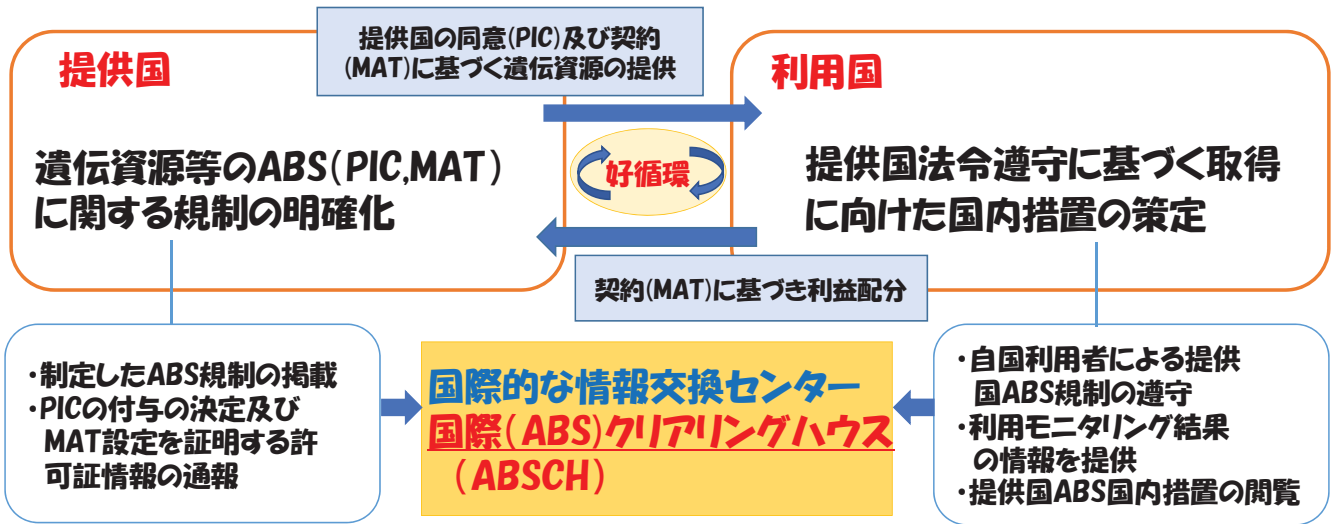 提供国の同意(PIC)及び契約
(MAT)に基づく遺伝資源の提供
提供国
利用国
遺伝資源等のABS(PIC,MAT)
に関する規制の明確化
好循環
提供国法令遵守に基づく取得
に向けた国内措置の策定
契約(MAT)に基づき利益配分
・制定したABS規制の掲載
・PICの付与の決定及び
MAT設定を証明する許
可証情報の通報
国際的な情報交換センター
国際(ABS)クリアリングハウス
(ABSCH)
・自国利用者による提供
国ABS規制の遵守
・利用モニタリング結果
の情報を提供
・提供国ABS国内措置の閲覧